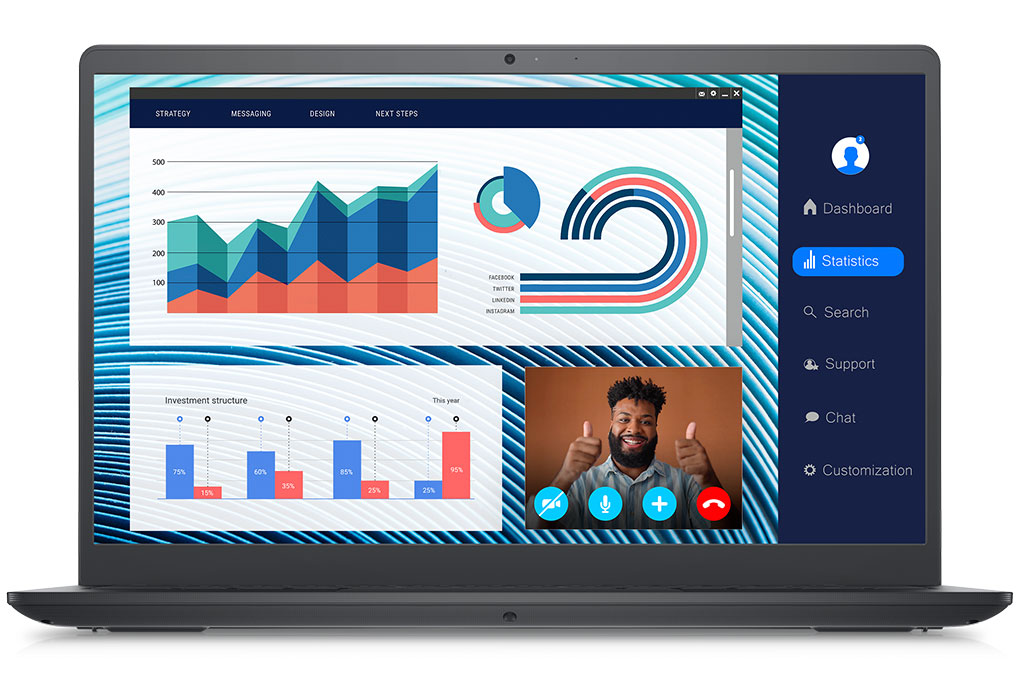 STRATEGY MESSAGING DESIGN NEXT STEPS
500
400
300
200
100
FACEBOOK
TWITTER
LINKEDIN
INSTAGRAM
Investment structure This year
75% 15% 60% 35% 85% 25% 25% 95%
2
Dashboard
Statistics
Search
Support
Chat
Customization